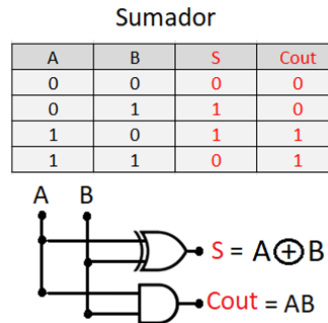 Sumador
A B S Cout
0 0 0 0
0 1 1 0
1 0 1 1
1 1 0 1
A B
S = A⊕B
Cout = AB